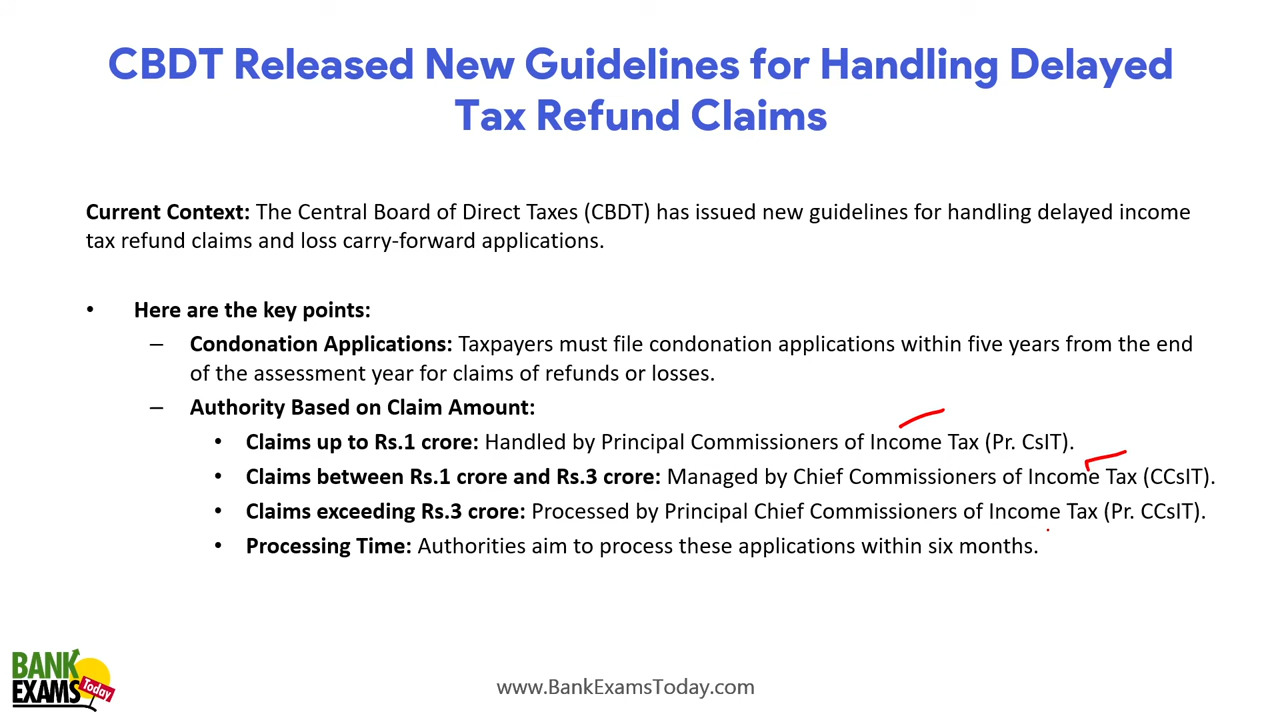 CBDT Released New Guidelines for Handling Delayed
Tax Refund Claims
Current Context: The Central Board of Direct Taxes (CBDT) has issued new guidelines for handling delayed income
tax refund claims and loss carry-forward applications.
• Here are the key points:
– Condonation Applications: Taxpayers must file condonation applications within five years from the end
of the assessment year for claims of refunds or losses.
– Authority Based on Claim Amount:
• Claims up to Rs.1 crore: Handled by Principal Commissioners of Income Tax (Pr. CsIT).
• Claims between Rs.1 crore and Rs.3 crore: Managed by Chief Commissioners of Income Tax (CCsIT).
• Claims exceeding Rs.3 crore: Processed by Principal Chief Commissioners of Income Tax (Pr. CCsIT).
• Processing Time: Authorities aim to process these applications within six months.
BANK
EXAMS Today
www.BankExamsToday.com